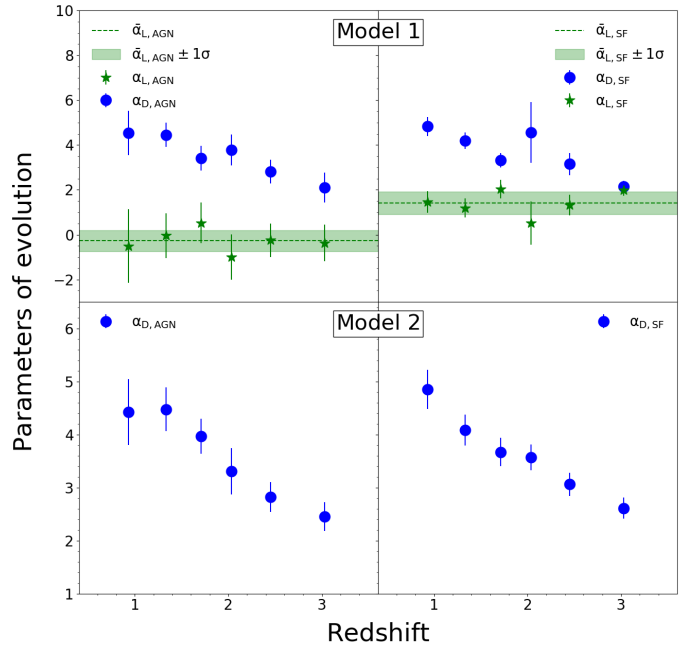 Model 1
ᾱL, AGN
ᾱL, AGN ± 1σ
αL, AGN
αD, AGN
ᾱL, SF
ᾱL, SF ± 1σ
αD, SF
αL, SF
10
8
6
4
2
0
−2
Parameters of evolution
Model 2
αD, AGN
αD, SF
6
5
4
3
2
1
1
2
3
1
2
3
Redshift